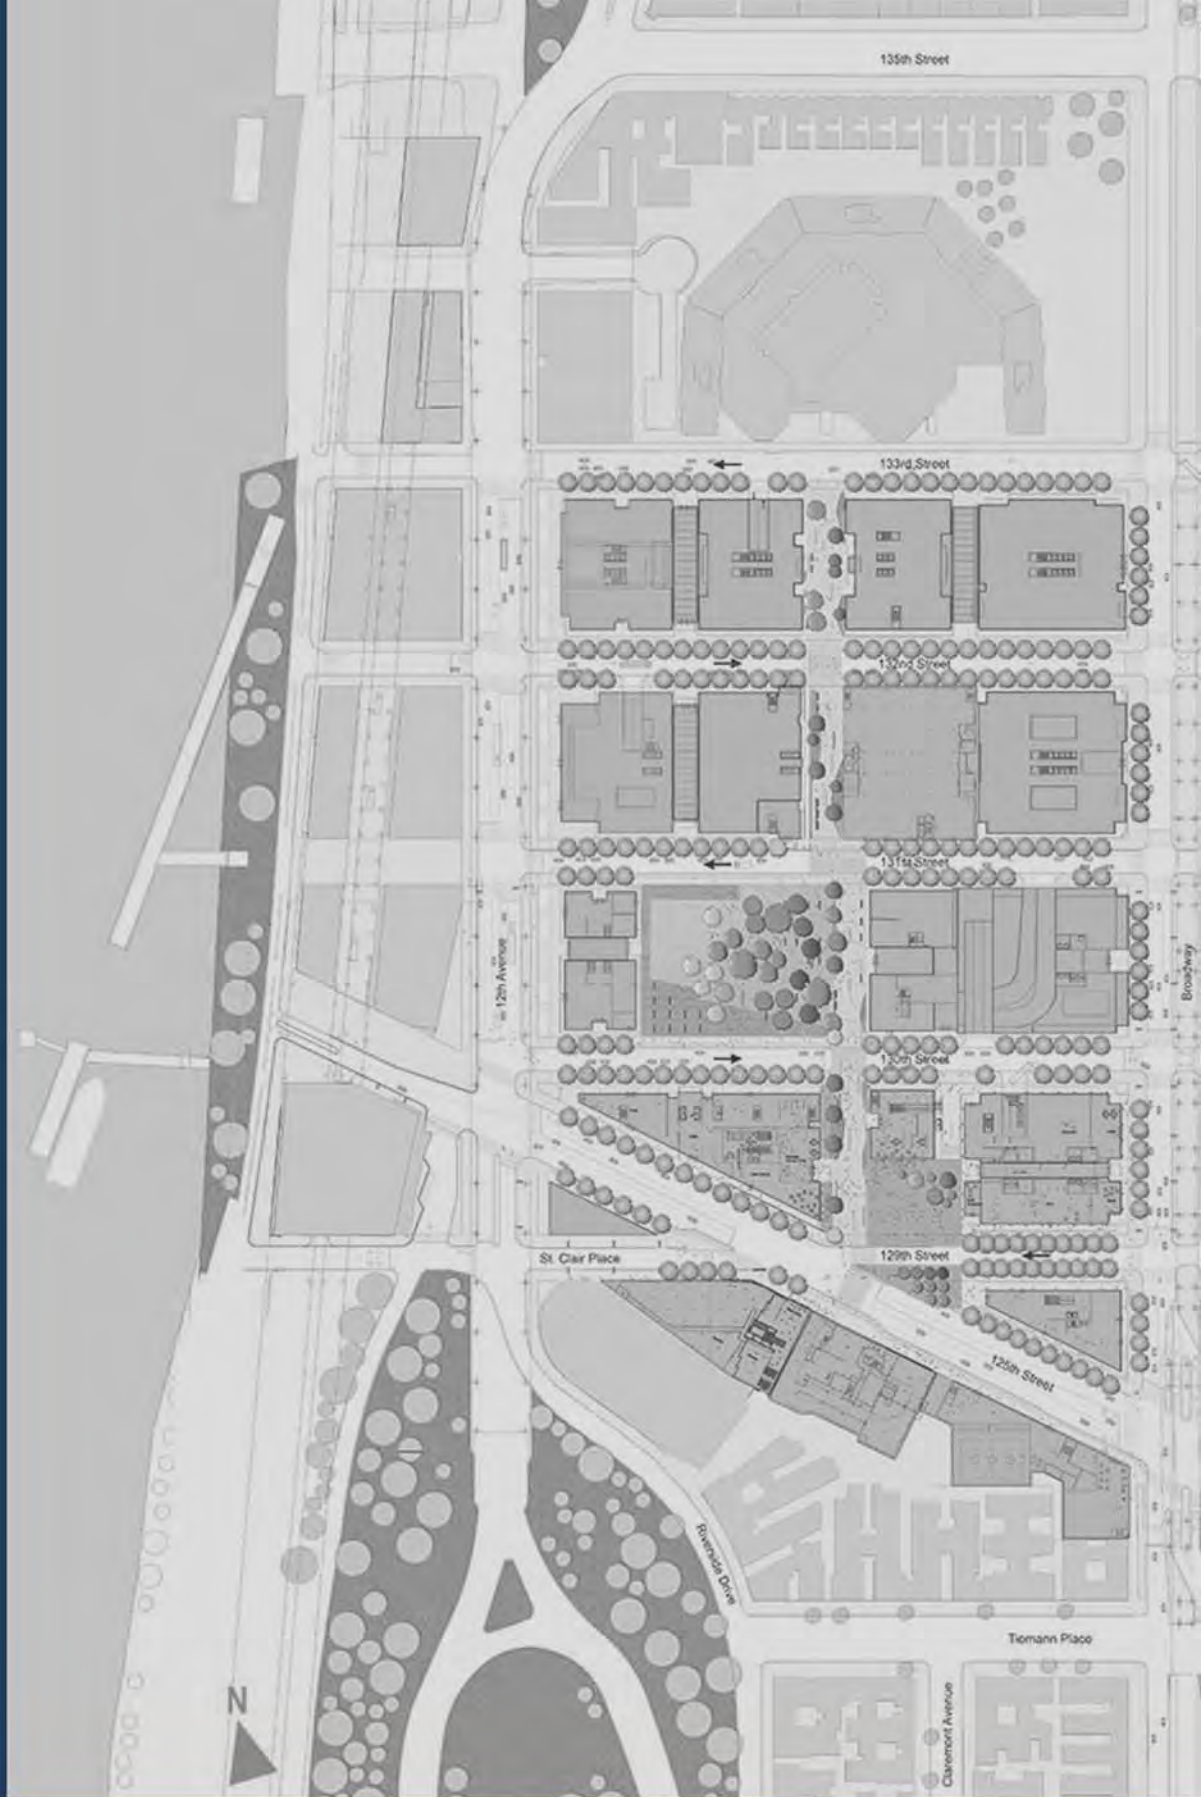 135th Street
133rd Street
132nd Street
131st Street
12th Avenue
Broadway
130th Street
129th Street
St. Clair Place
125th Street
Riverside Drive
Tiemann Place
Claremont Avenue
N